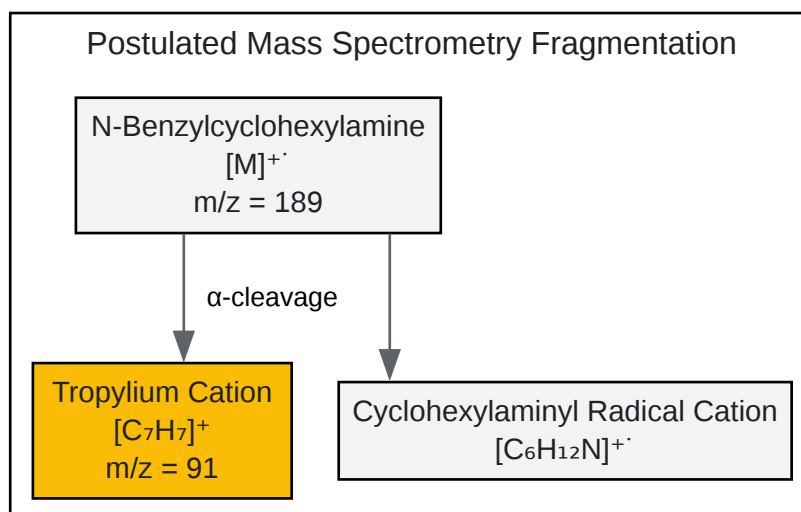 Postulated Mass Spectrometry Fragmentation
N-Benzylcyclohexylamine
[M]⁺˙
m/z = 189
α-cleavage
Tropylium Cation
[C₇H₇]⁺
m/z = 91
Cyclohexylaminyl Radical Cation
[C₆H₁₂N]⁺˙